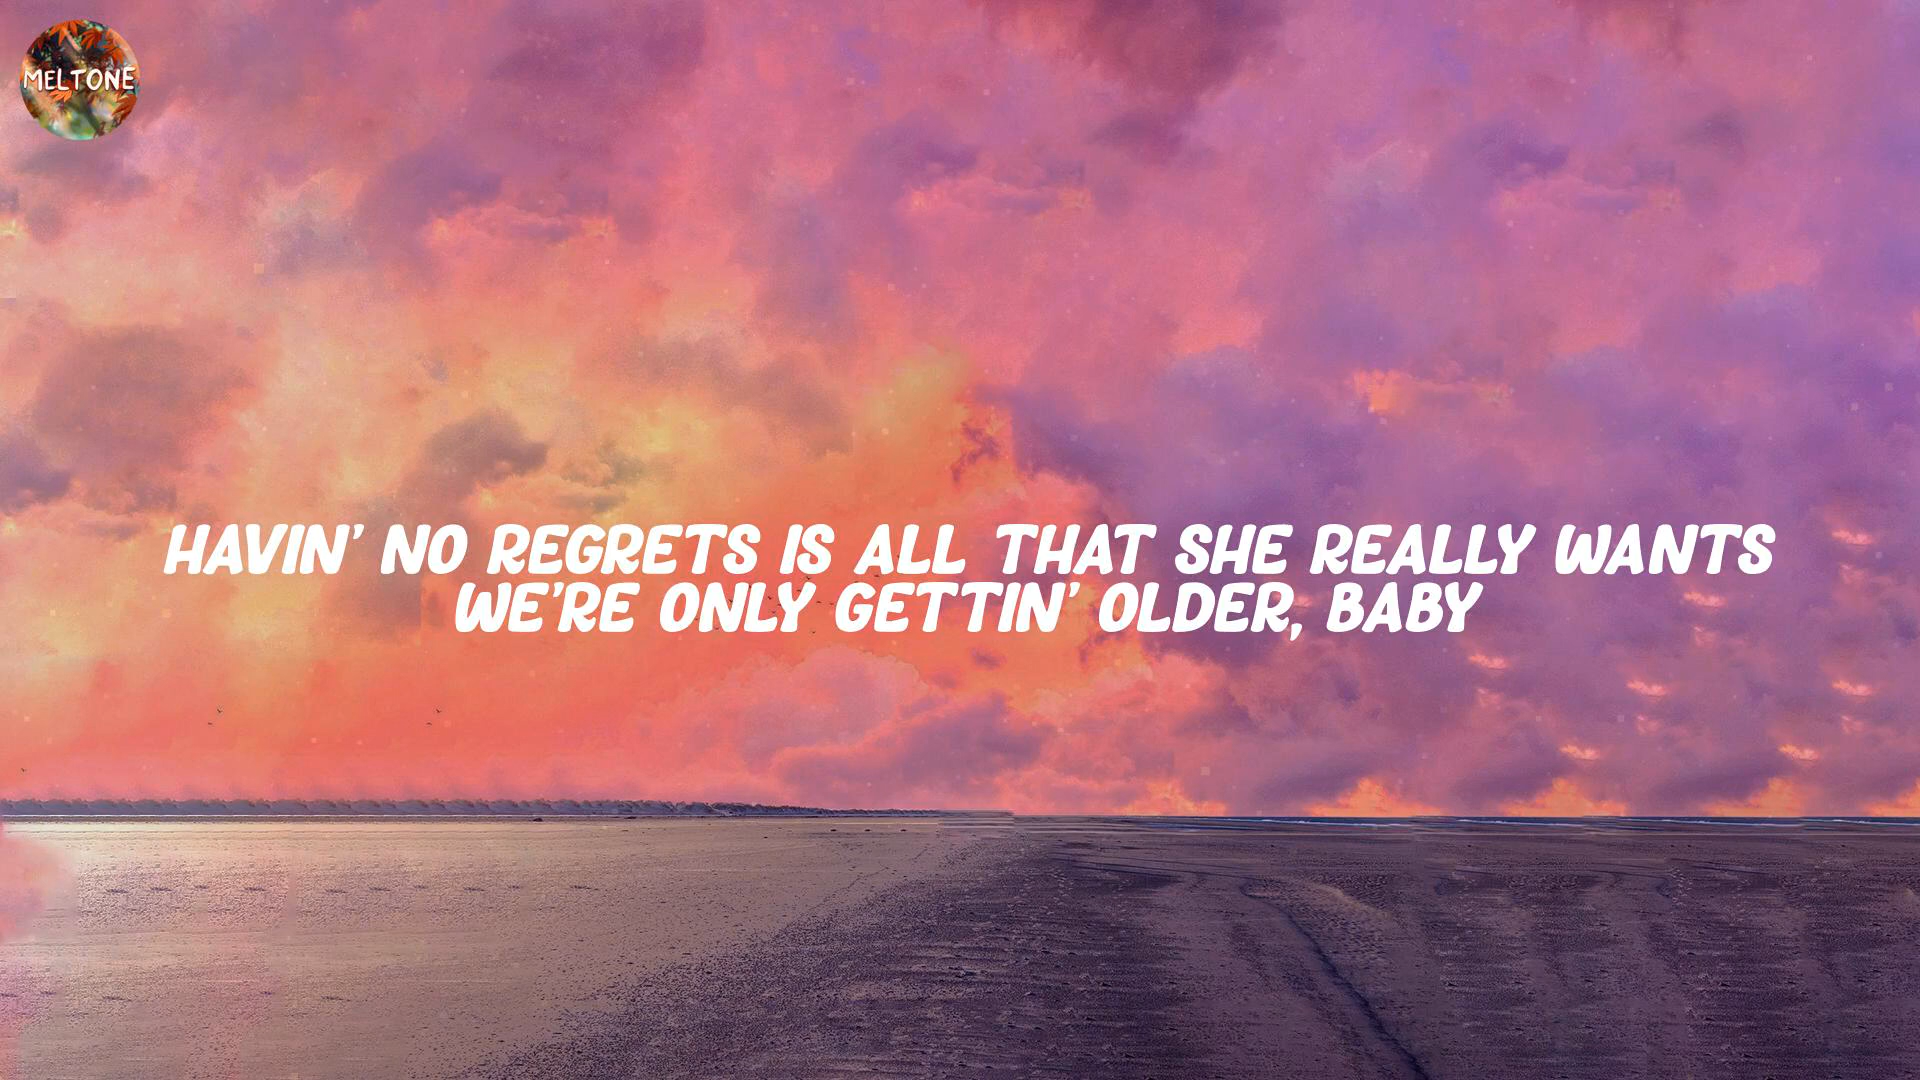 MELTONE
HAVIN' NO REGRETS IS ALL THAT SHE REALLY WANTS
WE'RE ONLY GETTIN' OLDER, BABY